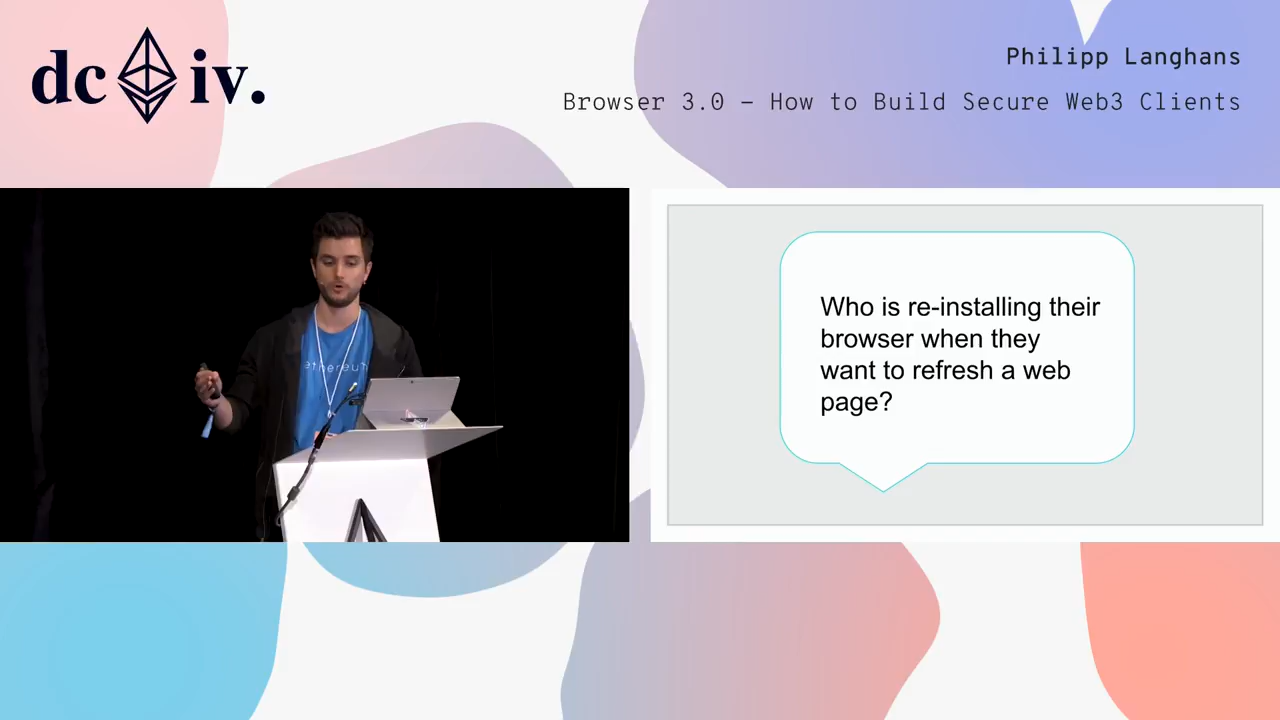 dc iv.
Philipp Langhans
Browser 3.0 – How to Build Secure Web3 Clients
ethereum
Who is re-installing their
browser when they
want to refresh a web
page?